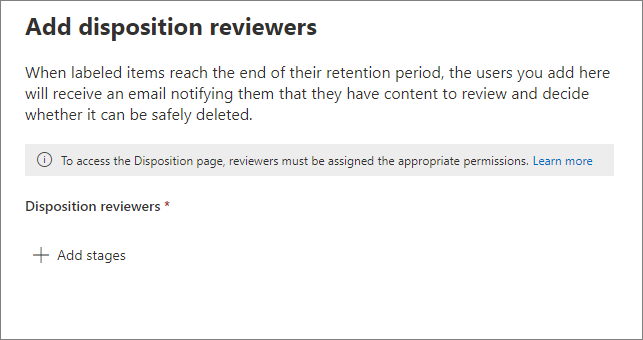 Add disposition reviewers
When labeled items reach the end of their retention period, the users you add here
will receive an email notifying them that they have content to review and decide
whether it can be safely deleted.
To access the Disposition page, reviewers must be assigned the appropriate permissions. Learn more
Disposition reviewers *
Add stages